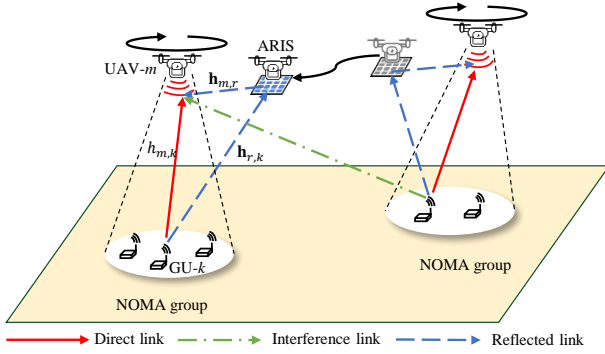 ARIS
UAV-m
h_{m,r}
h_{m,k}
h_{r,k}
GU-k
NOMA group
NOMA group
Direct link
Interference link
Reflected link